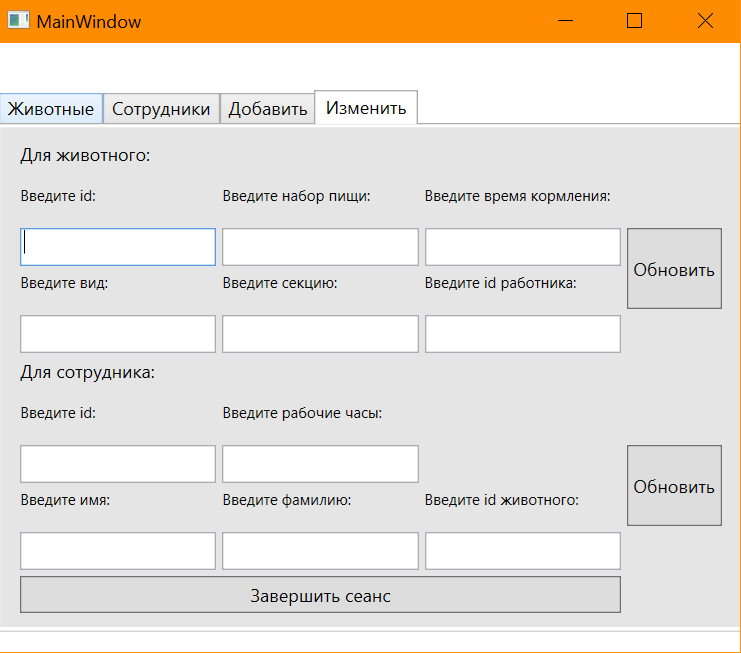 MainWindow
Животные Сотрудники Добавить Изменить
Для животного:
Введите id: Введите набор пищи: Введите время кормления:
Обновить
Введите вид: Введите секцию: Введите id работника:
Для сотрудника:
Введите id: Введите рабочие часы:
Обновить
Введите имя: Введите фамилию: Введите id животного:
Завершить сеанс